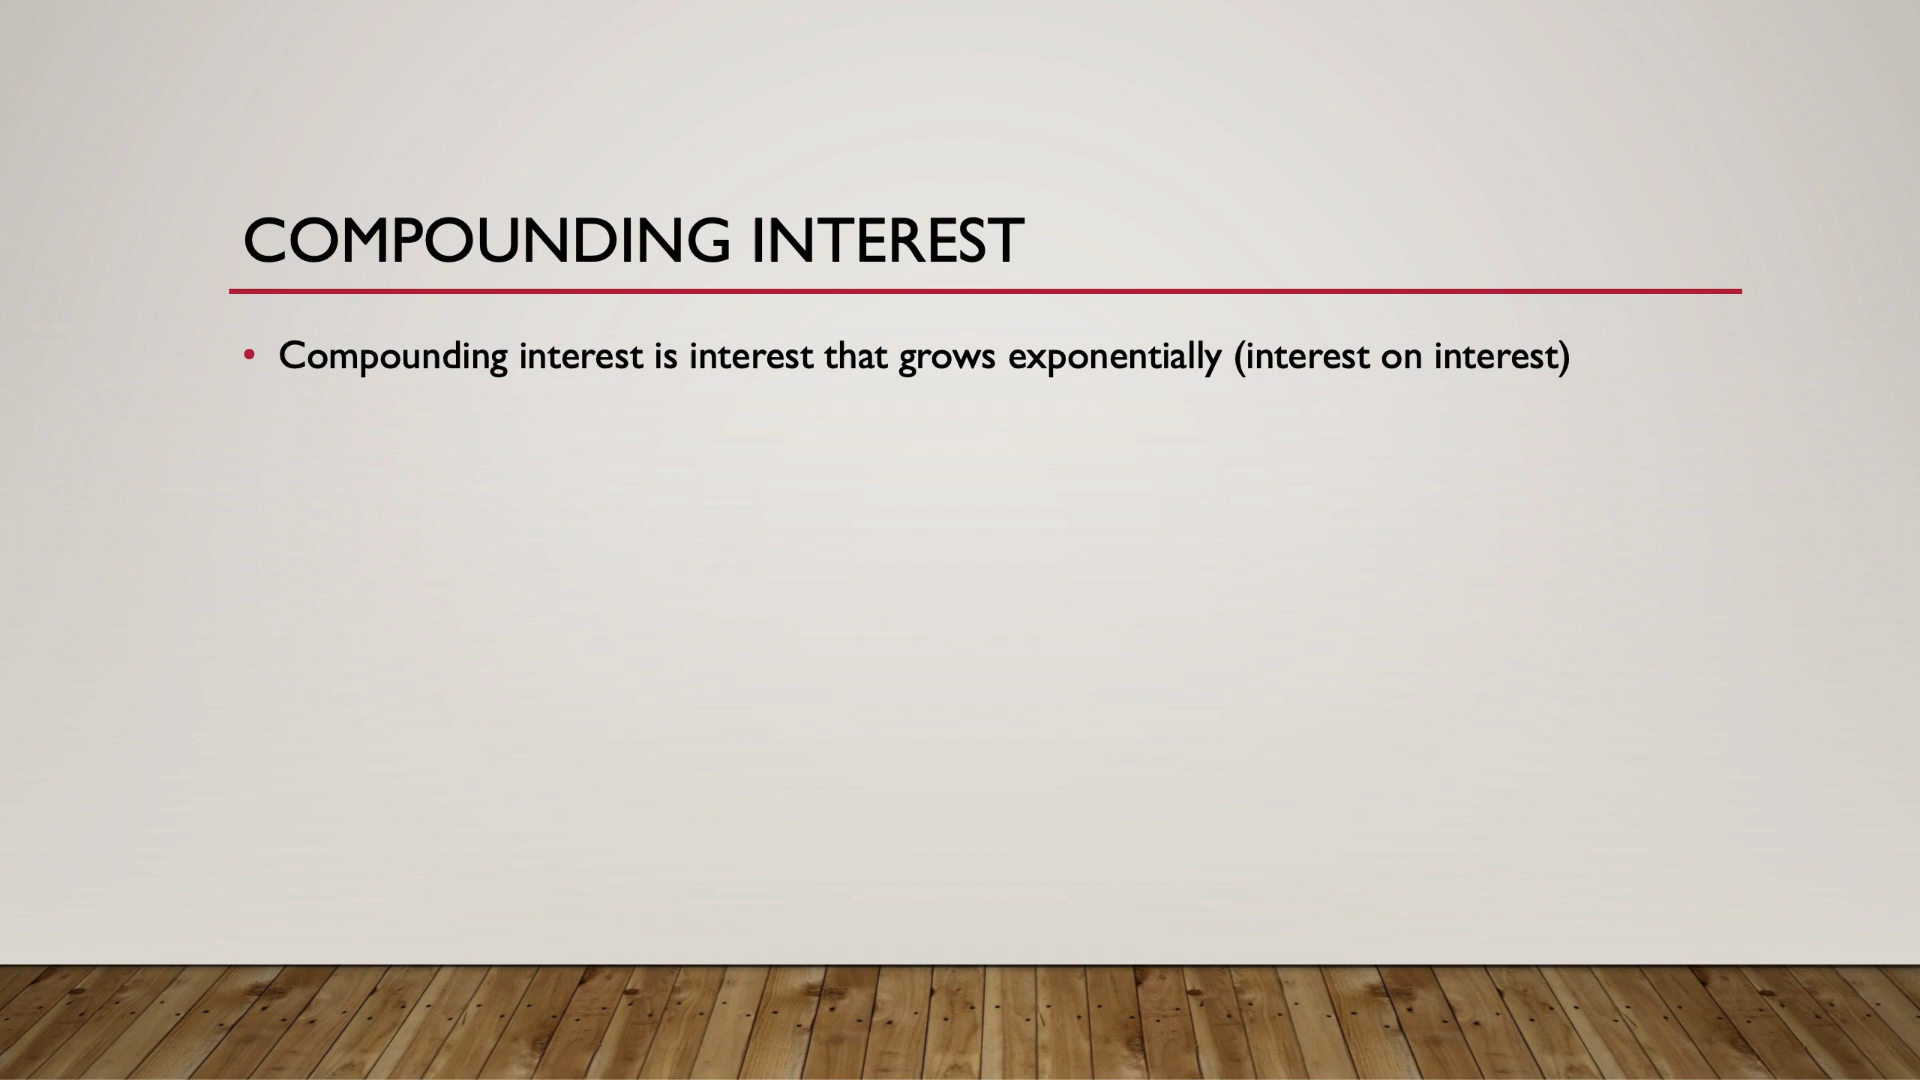 COMPOUNDING INTEREST
• Compounding interest is interest that grows exponentially (interest on interest)